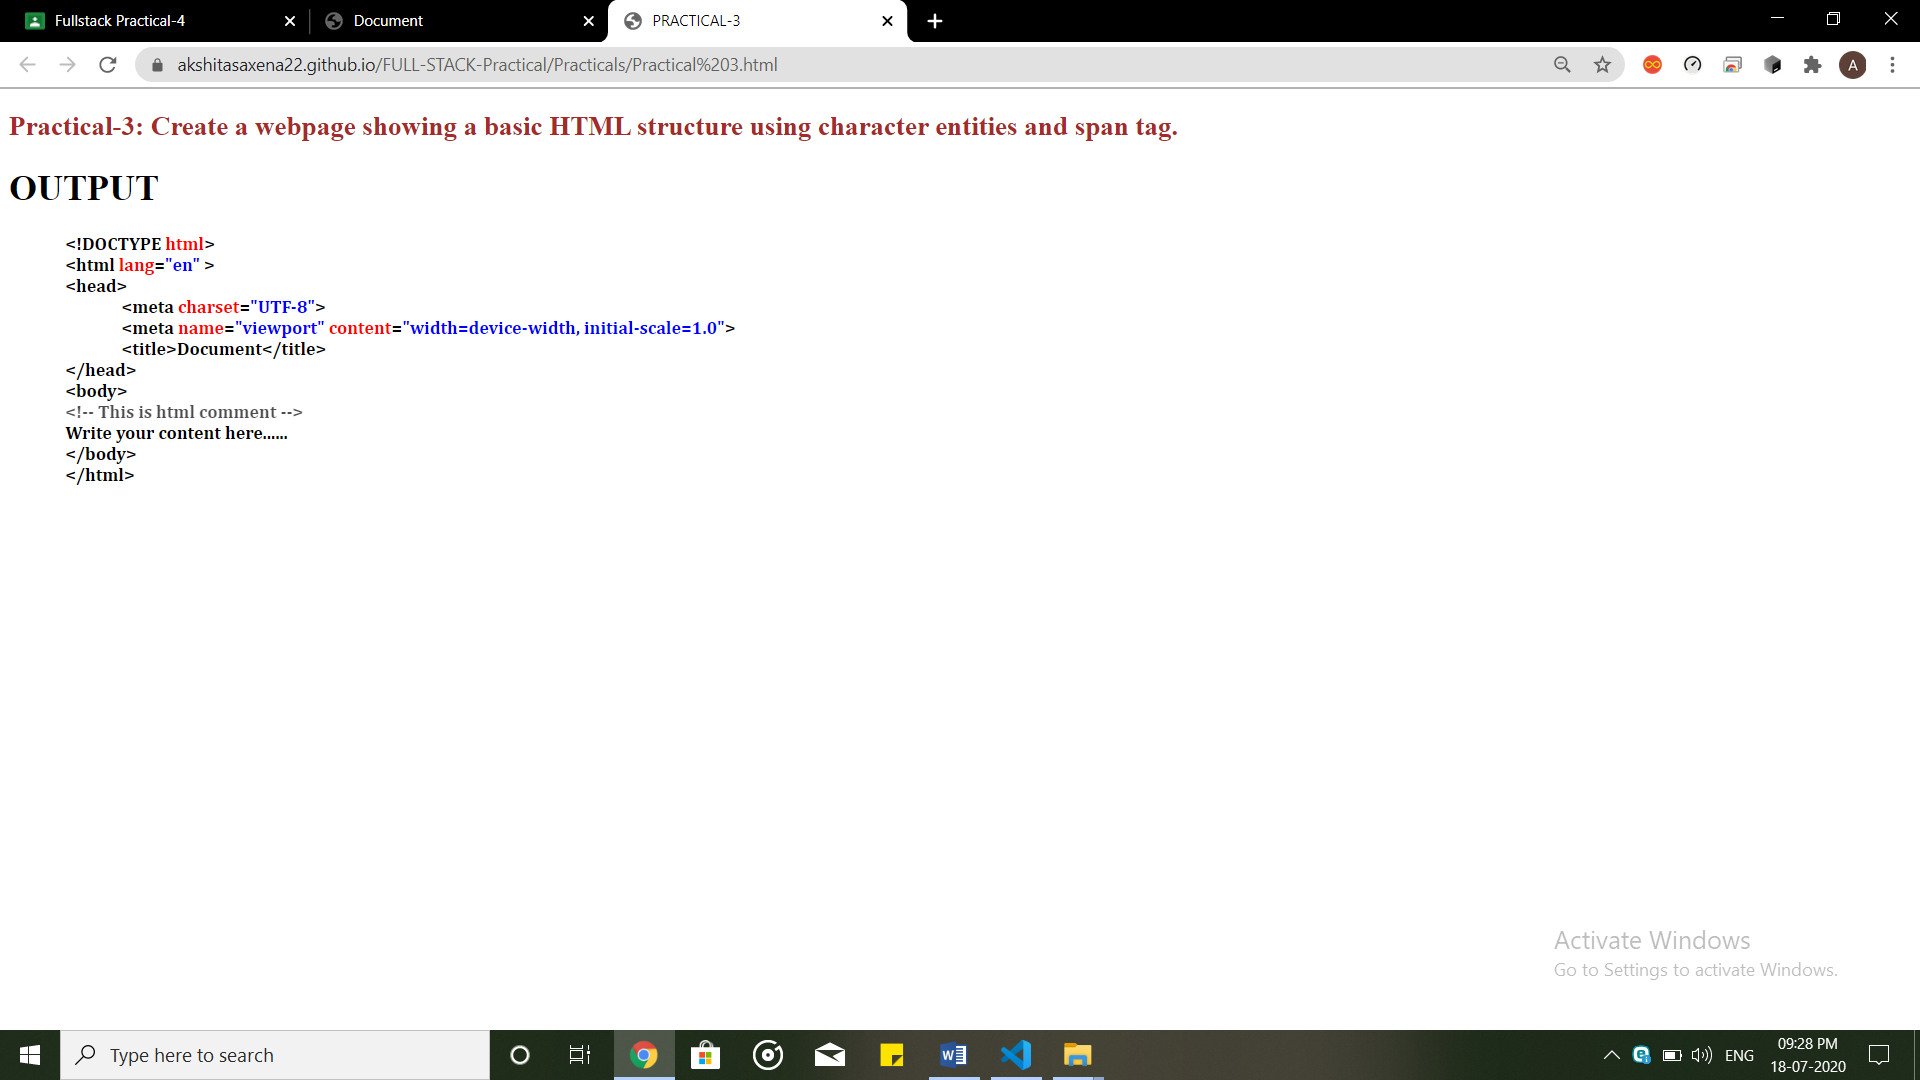 Fullstack Practical-4
Document
PRACTICAL-3
akshitasaxena22.github.io/FULL-STACK-Practical/Practicals/Practical%203.html
A
Practical-3: Create a webpage showing a basic HTML structure using character entities and span tag.
OUTPUT
<!DOCTYPE html>
<html lang="en" >
<head>
<meta charset="UTF-8">
<meta name="viewport" content="width=device-width, initial-scale=1.0">
<title>Document</title>
</head>
<body>
<!-- This is html comment -->
Write your content here......
</body>
</html>
Activate Windows
Go to Settings to activate Windows.
Type here to search
ENG
09:28 PM
18-07-2020